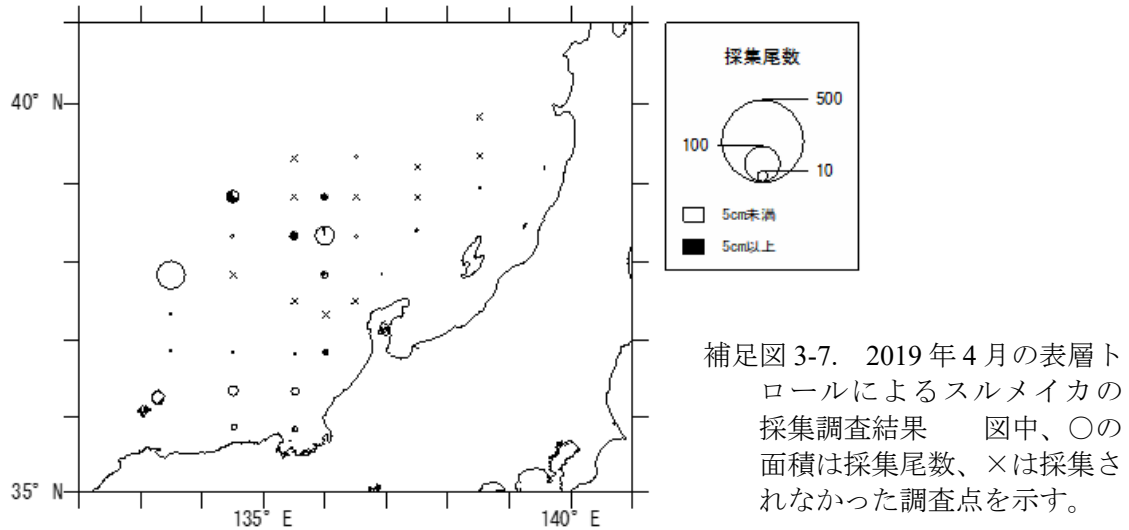 40° N
35° N
135° E
140° E
採集尾数
500
100
10
5cm未満
5cm以上
補足図 3-7. 2019 年 4 月の表層ト
ロールによるスルメイカの
採集調査結果 図中、○の
面積は採集尾数、×は採集さ
れなかった調査点を示す。